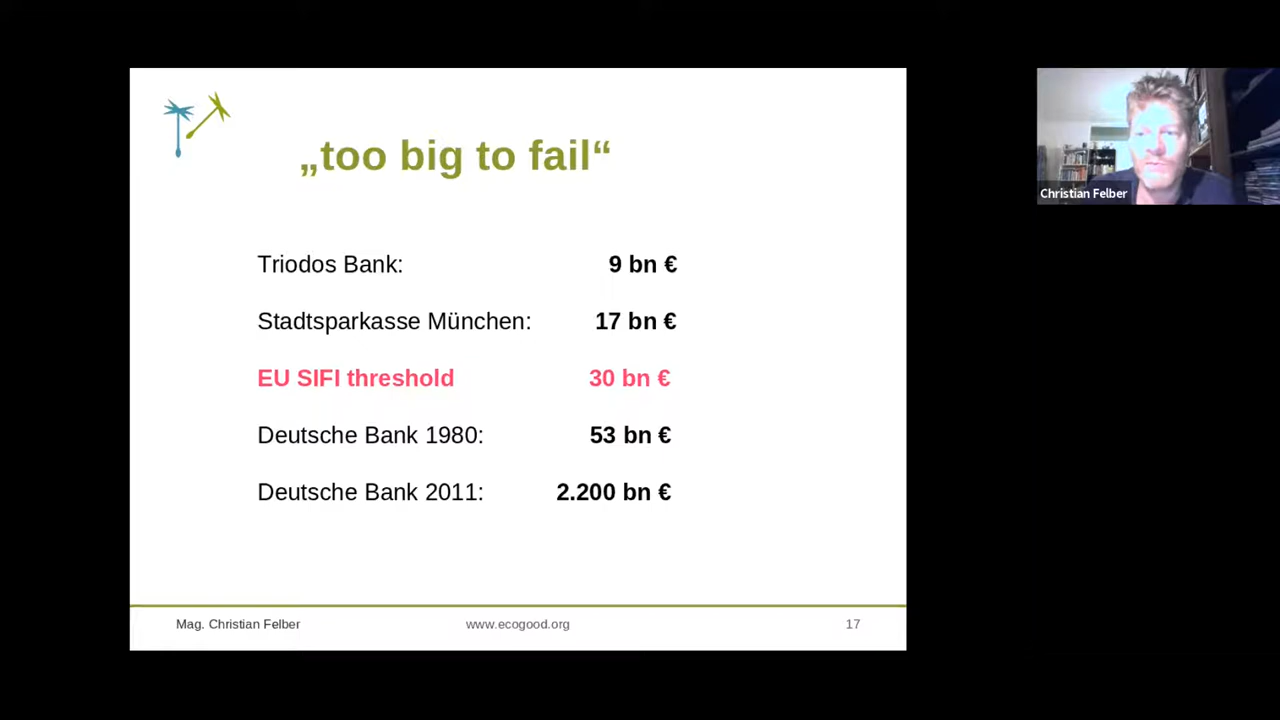 „too big to fail“
Triodos Bank: 9 bn €
Stadtsparkasse München: 17 bn €
EU SIFI threshold 30 bn €
Deutsche Bank 1980: 53 bn €
Deutsche Bank 2011: 2.200 bn €
Mag. Christian Felber www.ecogood.org 17
Christian Felber